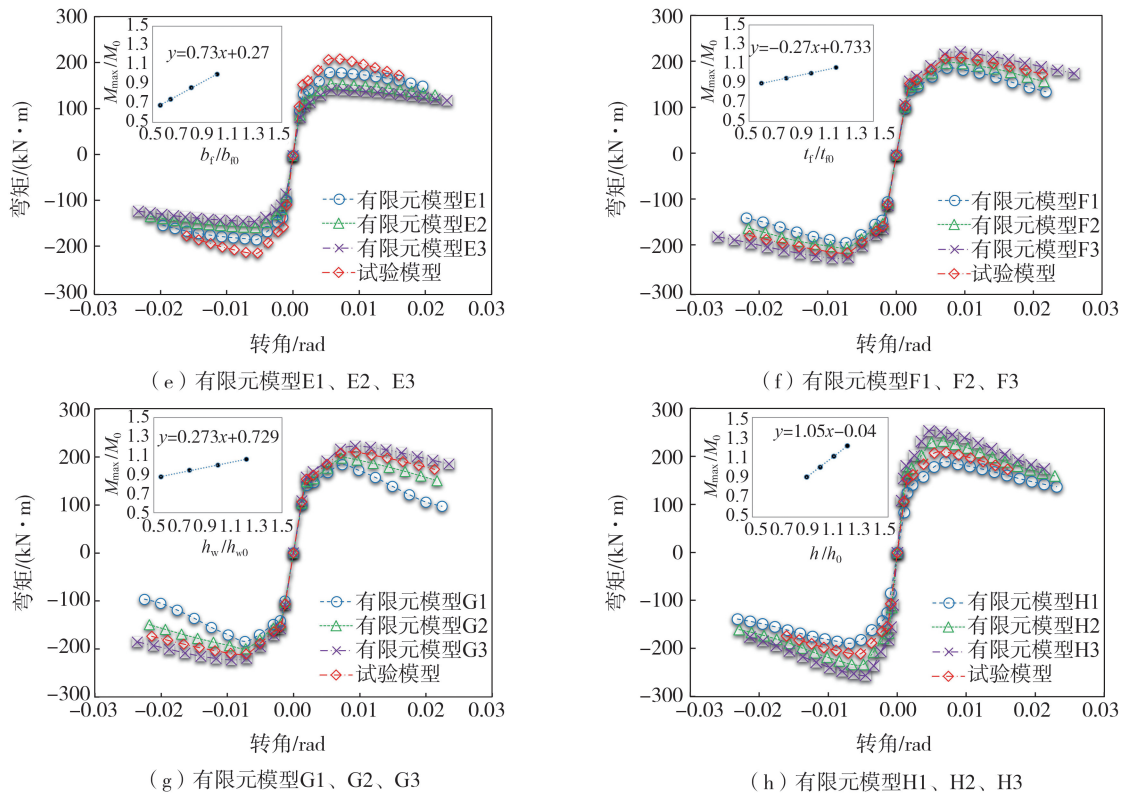 300
200
100
0
−100
−200
−300
弯矩/(kN·m)
1.5
1.3
1.1
0.9
0.7
0.5
Mmax/M0
y=0.73x+0.27
0.5 0.7 0.9 1.1 1.3 1.5
bf/bf0
有限元模型E1
有限元模型E2
有限元模型E3
试验模型
−0.03 −0.02 −0.01 0.00 0.01 0.02 0.03
转角/rad
（e）有限元模型E1、E2、E3
300
200
100
0
−100
−200
−300
弯矩/(kN·m)
1.5
1.3
1.1
0.9
0.7
0.5
Mmax/M0
y=−0.27x+0.733
0.5 0.7 0.9 1.1 1.3 1.5
tf/tf0
有限元模型F1
有限元模型F2
有限元模型F3
试验模型
−0.03 −0.02 −0.01 0.00 0.01 0.02 0.03
转角/rad
（f）有限元模型F1、F2、F3
300
200
100
0
−100
−200
−300
弯矩/(kN·m)
1.5
1.3
1.1
0.9
0.7
0.5
Mmax/M0
y=0.273x+0.729
0.5 0.7 0.9 1.1 1.3 1.5
hw/hw0
有限元模型G1
有限元模型G2
有限元模型G3
试验模型
−0.03 −0.02 −0.01 0.00 0.01 0.02 0.03
转角/rad
（g）有限元模型G1、G2、G3
300
200
100
0
−100
−200
−300
弯矩/(kN·m)
1.5
1.3
1.1
0.9
0.7
0.5
Mmax/M0
y=1.05x−0.04
0.5 0.7 0.9 1.1 1.3 1.5
h/h0
有限元模型H1
有限元模型H2
有限元模型H3
试验模型
−0.03 −0.02 −0.01 0.00 0.01 0.02 0.03
转角/rad
（h）有限元模型H1、H2、H3